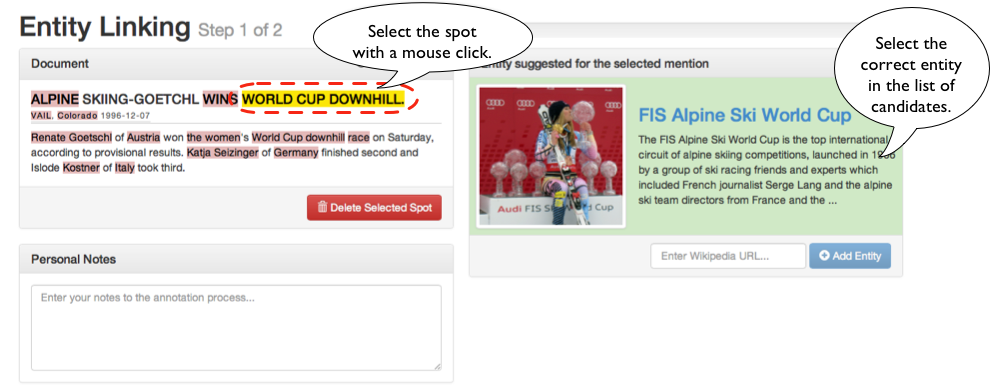 Entity Linking Step 1 of 2
Select the spot
with a mouse click.
Select the
correct entity
in the list of
candidates.
Document
ntity suggested for the selected mention
ALPINE SKIING-GOETCHL WINS WORLD CUP DOWNHILL.
VAIL, Colorado 1996-12-07
Renate Goetschl of Austria won the women's World Cup downhill race on Saturday,
according to provisional results. Katja Seizinger of Germany finished second and
Islode Kostner of Italy took third.
Delete Selected Spot
Audi FIS Sk Cup
FIS Alpine Ski World Cup
The FIS Alpine Ski World Cup is the top international
circuit of alpine skiing competitions, launched in 1966
by a group of ski racing friends and experts which
included French journalist Serge Lang and the alpine
ski team directors from France and the ...
Enter Wikipedia URL...
Add Entity
Personal Notes
Enter your notes to the annotation process...